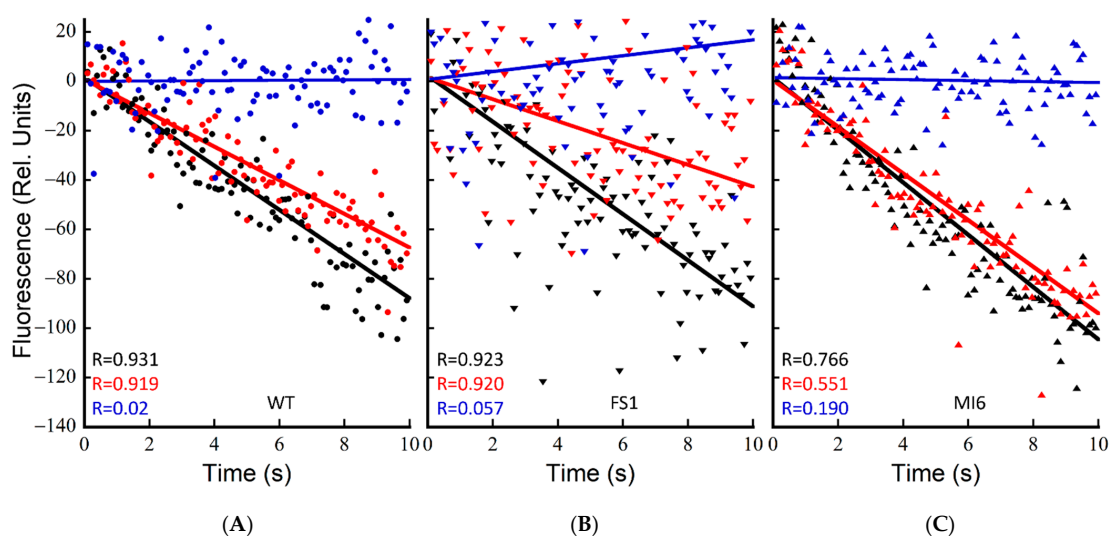 Fluorescence (Rel. Units)
20
0
−20
−40
−60
−80
−100
−120
−140
R=0.931
R=0.919
R=0.02
WT
0 2 4 6 8 10
Time (s)
(A)
R=0.923
R=0.920
R=0.057
FS1
0 2 4 6 8 10
Time (s)
(B)
R=0.766
R=0.551
R=0.190
MI6
0 2 4 6 8 10
Time (s)
(C)